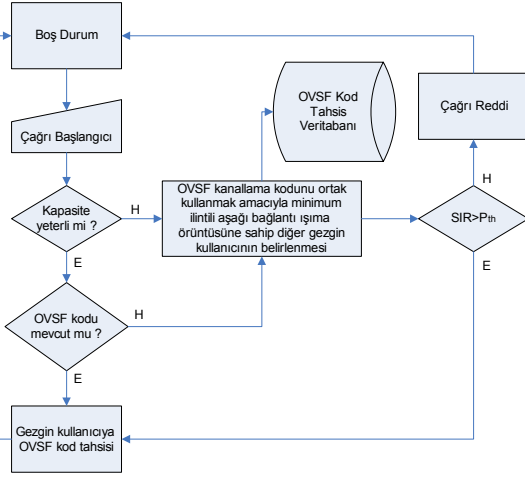 Boş Durum
OVSF Kod
Tahsis
Veritabanı
Çağrı Reddi
Çağrı Başlangıcı
H
OVSF kanallama kodunu ortak
kullanmak amacıyla minimum
ilintili aşağı bağlantı ışıma
örüntüsüne sahip diğer gezgin
kullanıcının belirlenmesi
Kapasite
yeterli mi ?
H
SIR>Pth
E
E
OVSF kodu
mevcut mu ?
H
E
Gezgin kullanıcıya
OVSF kod tahsisi